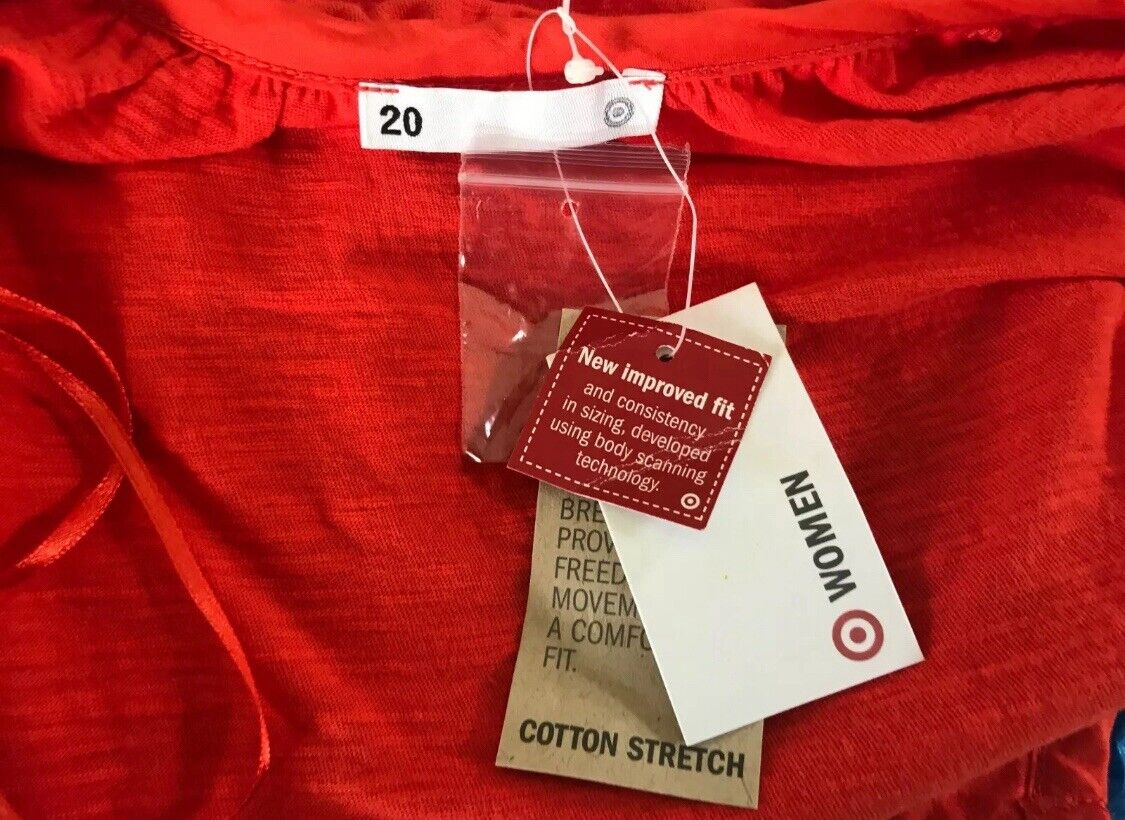 20
New improved fit
and consistency
in sizing, developed
using body scanning
technology.
WOMEN
FIT.
A
COTTON STRETCH